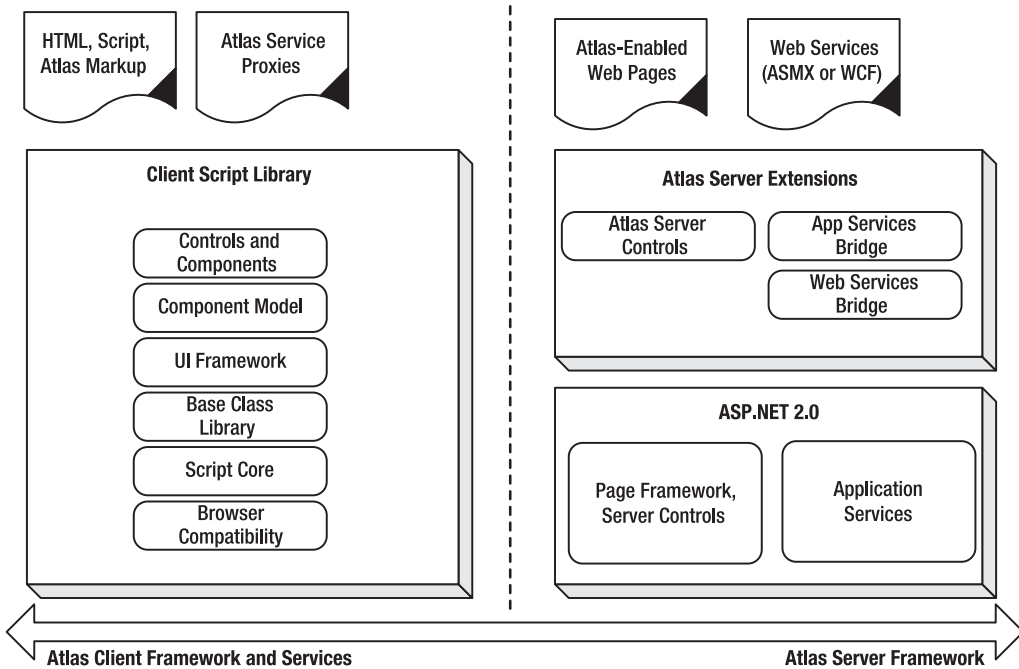 HTML, Script,
Atlas Markup
Atlas Service
Proxies
Atlas-Enabled
Web Pages
Web Services
(ASMX or WCF)
Client Script Library
Controls and
Components
Component Model
UI Framework
Base Class
Library
Script Core
Browser
Compatibility
Atlas Server Extensions
Atlas Server
Controls
App Services
Bridge
Web Services
Bridge
ASP.NET 2.0
Page Framework,
Server Controls
Application
Services
Atlas Client Framework and Services
Atlas Server Framework